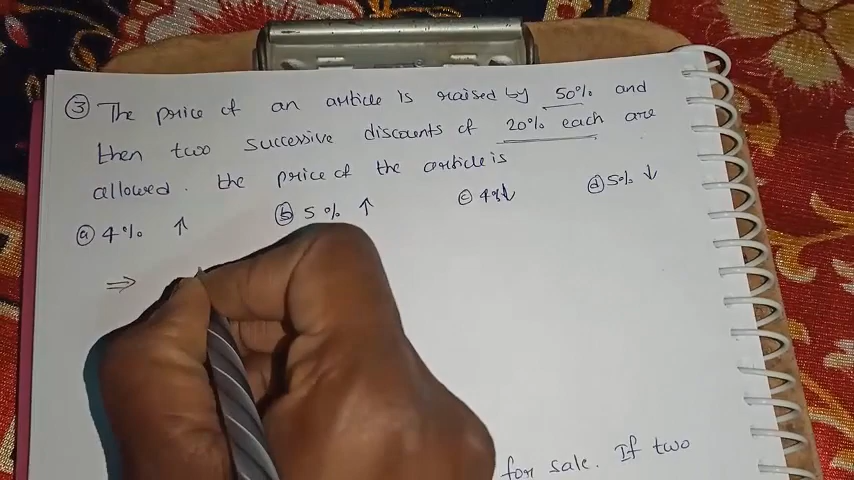 ③ The price of an article is raised by 50% and
then two successive discounts of 20% each are
allowed. the price of the article is
ⓐ 4% ↑ ⓑ 5% ↑ ⓒ 4% ↓ ⓓ 5% ↓
⇒
for sale. If two